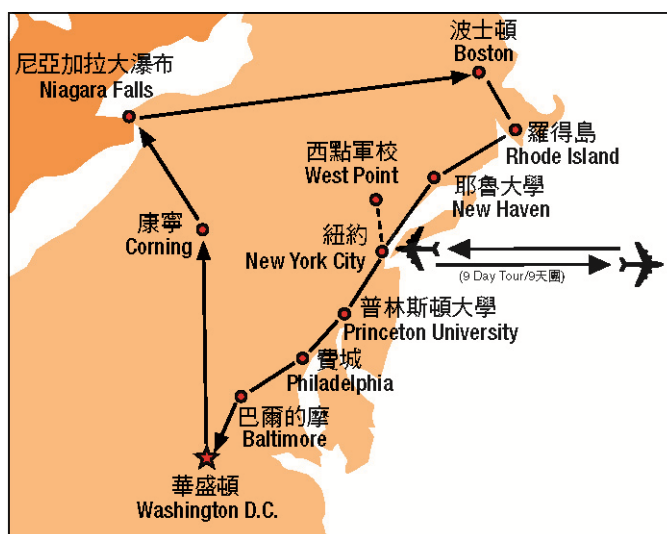 波士頓
Boston
尼亞加拉大瀑布
Niagara Falls
羅得島
Rhode Island
西點軍校
West Point
耶魯大學
New Haven
康寧
Corning
紐約
New York City
(9 Day Tour/9天團)
普林斯頓大學
Princeton University
費城
Philadelphia
巴爾的摩
Baltimore
華盛頓
Washington D.C.